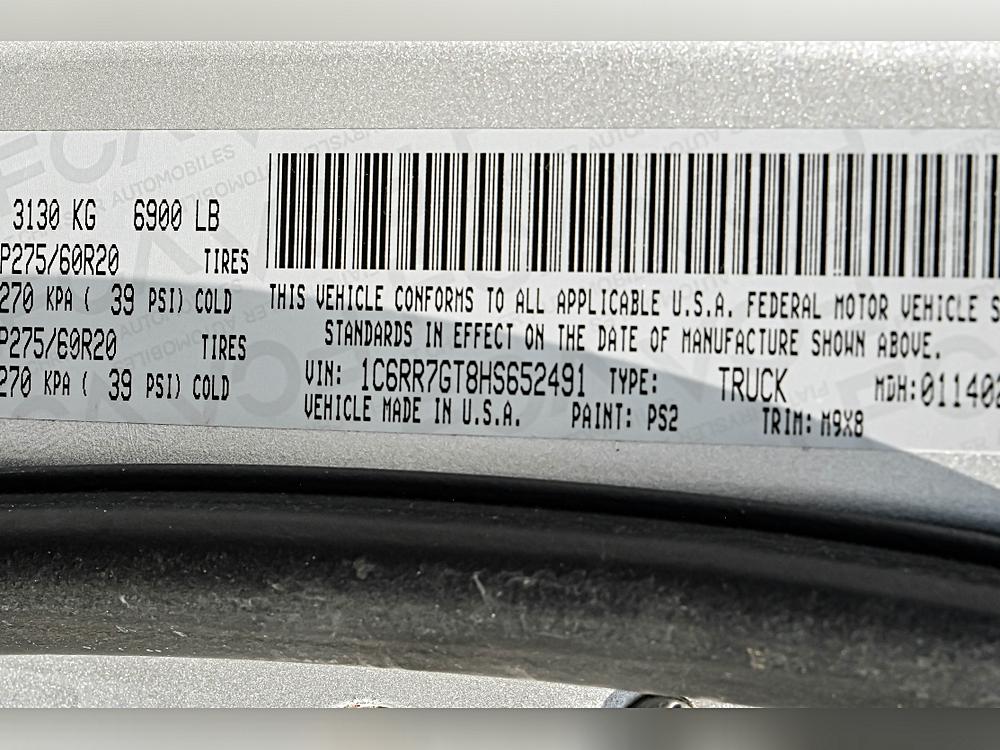 3130 KG 6900 LB
P275/60R20 TIRES
270 KPA ( 39 PSI) COLD
P275/60R20 TIRES
270 KPA ( 39 PSI) COLD
THIS VEHICLE CONFORMS TO ALL APPLICABLE U.S.A. FEDERAL MOTOR VEHICLE S
STANDARDS IN EFFECT ON THE DATE OF MANUFACTURE SHOWN ABOVE.
VIN: 1C6RR7GT8HS652491 TYPE: TRUCK MDH:011402
VEHICLE MADE IN U.S.A. PAINT: PS2 TRIM: M9X8